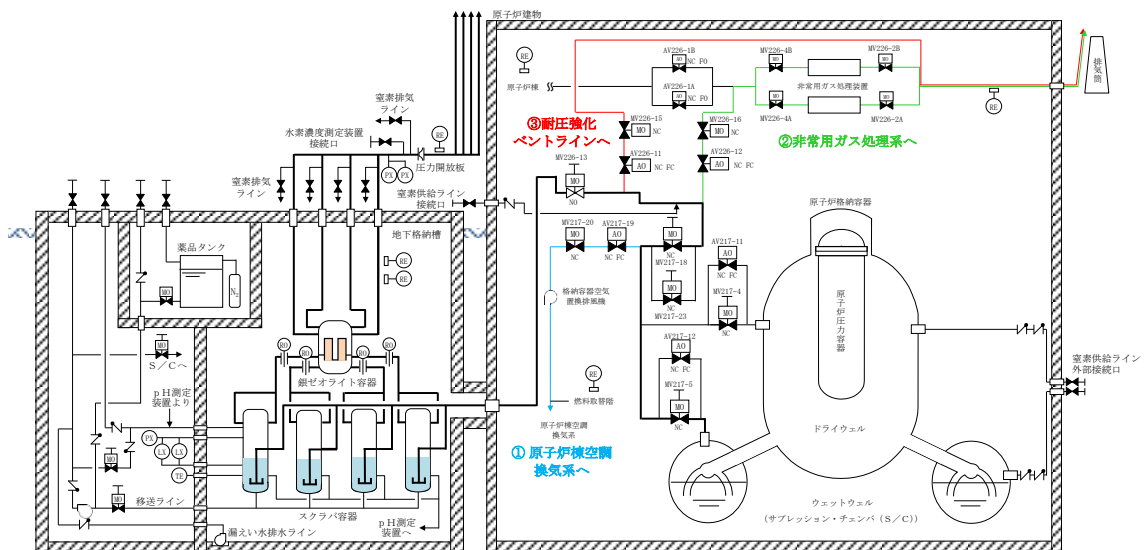 原子炉建物
RE
原子炉棟
AV226-1B
AO
NC FO
AV226-1A
AO
NC FO
MV226-4B
MO
MV226-2B
MO
非常用ガス処理装置
MO
MV226-4A
MO
MV226-2A
RE
排気筒
③耐圧強化
ベントラインへ
MV226-15
MO
NC
MV226-16
MO
NC
②非常用ガス処理系へ
AV226-11
AO
NC FC
AV226-12
AO
NC FC
MV226-13
MO
NO
窒素排気
ライン
水素濃度測定装置
接続口
RE
圧力開放板
PX
PX
窒素排気
ライン
窒素供給ライン
接続口
MV217-20
MO
NC
AV217-19
AO
NC FC
MO
NC
MV217-18
MO
NC
MV217-23
AV217-11
AO
NC FC
MV217-4
MO
NC
原子炉格納容器
原子炉圧力容器
地下格納槽
RE
RE
薬品タンク
MO
N2
格納容器空気
置換排風機
AV217-12
AO
NC FC
MV217-5
MO
NC
RE
燃料取替階
原子炉棟空調
換気系
①原子炉棟空調
換気系へ
MO
S/Cへ
RO
RO
RO
RO
銀ゼオライト容器
pH測定
装置より
PX
LX
LX
TE
MO
MO
移送ライン
スクラバ容器
漏えい水排水ライン
pH測定
装置へ
ドライウェル
ウェットウェル
(サプレッション・チェンバ(S/C))
窒素供給ライン
外部接続口